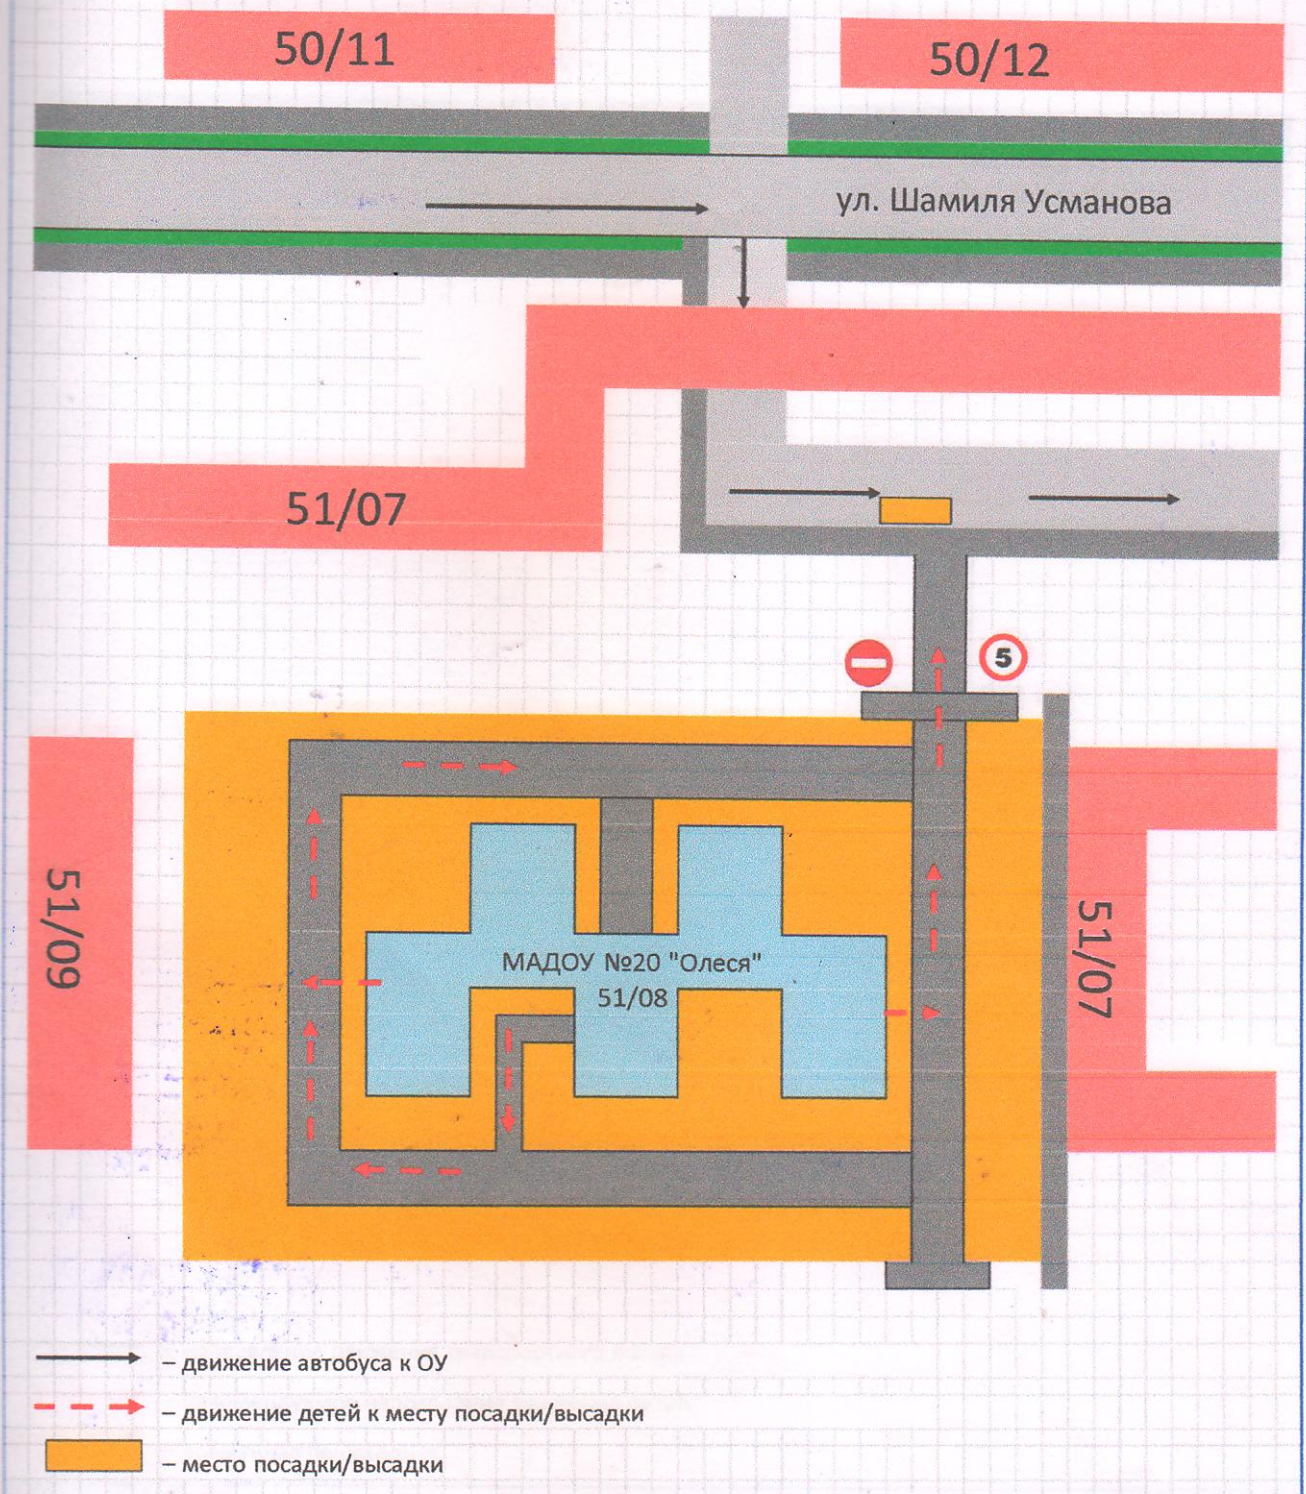 50/11
50/12
ул. Шамиля Усманова
51/07
5
51/09
МАДОУ №20 "Олеся"
51/08
51/07
– движение автобуса к ОУ
– движение детей к месту посадки/высадки
– место посадки/высадки